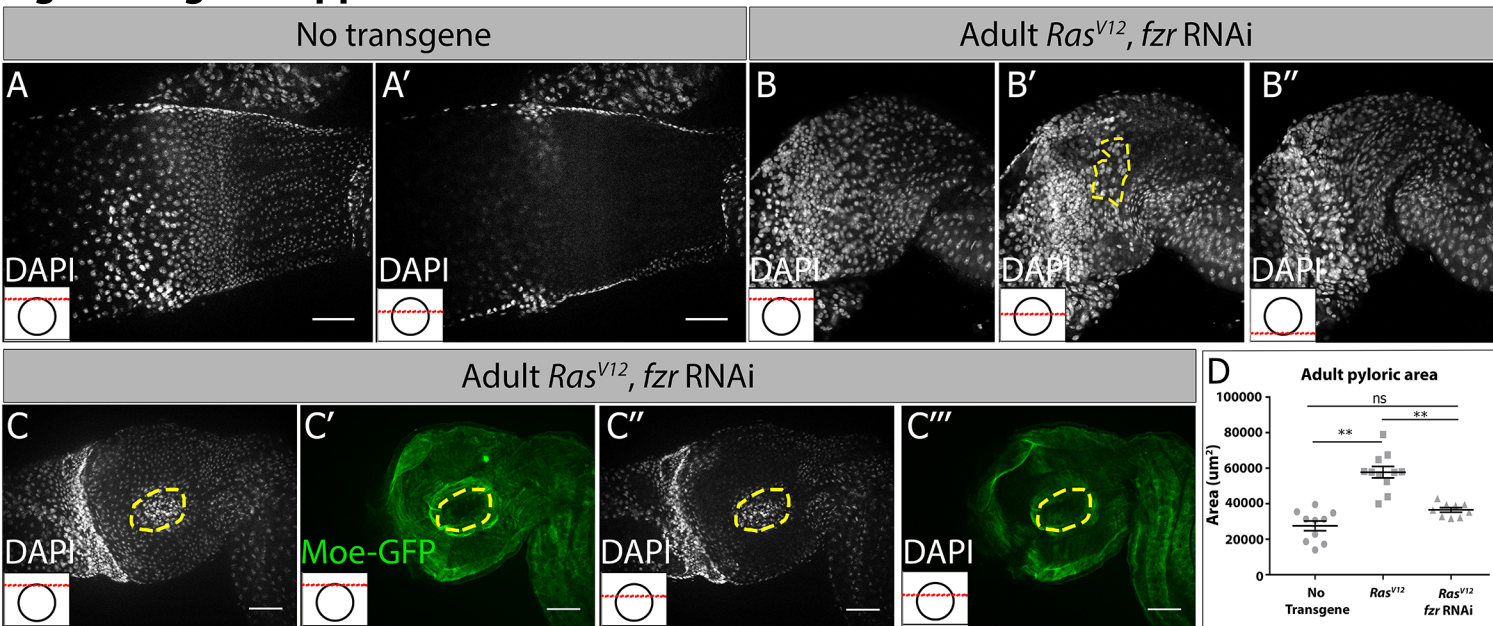 No transgene
Adult RasV12, fzr RNAi
A
A′
B
B′
B″
DAPI
DAPI
DAPI
DAPI
DAPI
Adult RasV12, fzr RNAi
C
C′
C″
C‴
DAPI
Moe-GFP
DAPI
DAPI
D
Adult pyloric area
Area (um²)
100000
80000
60000
40000
20000
0
ns
**
**
No
Transgene
RasV12
RasV12
fzr RNAi